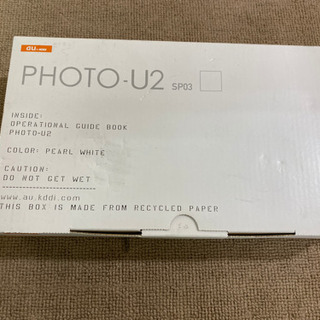 au
PHOTO-U2 SP03
INSIDE:
OPERATIONAL GUIDE BOOK
PHOTO-U2
COLOR: PEARL WHITE
CAUTION:
DO NOT GET WET
www.au.kddi.com
THIS BOX IS MADE FROM RECYCLED PAPER